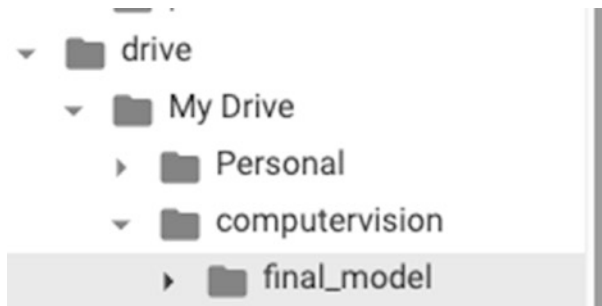 drive
My Drive
Personal
computervision
final_model